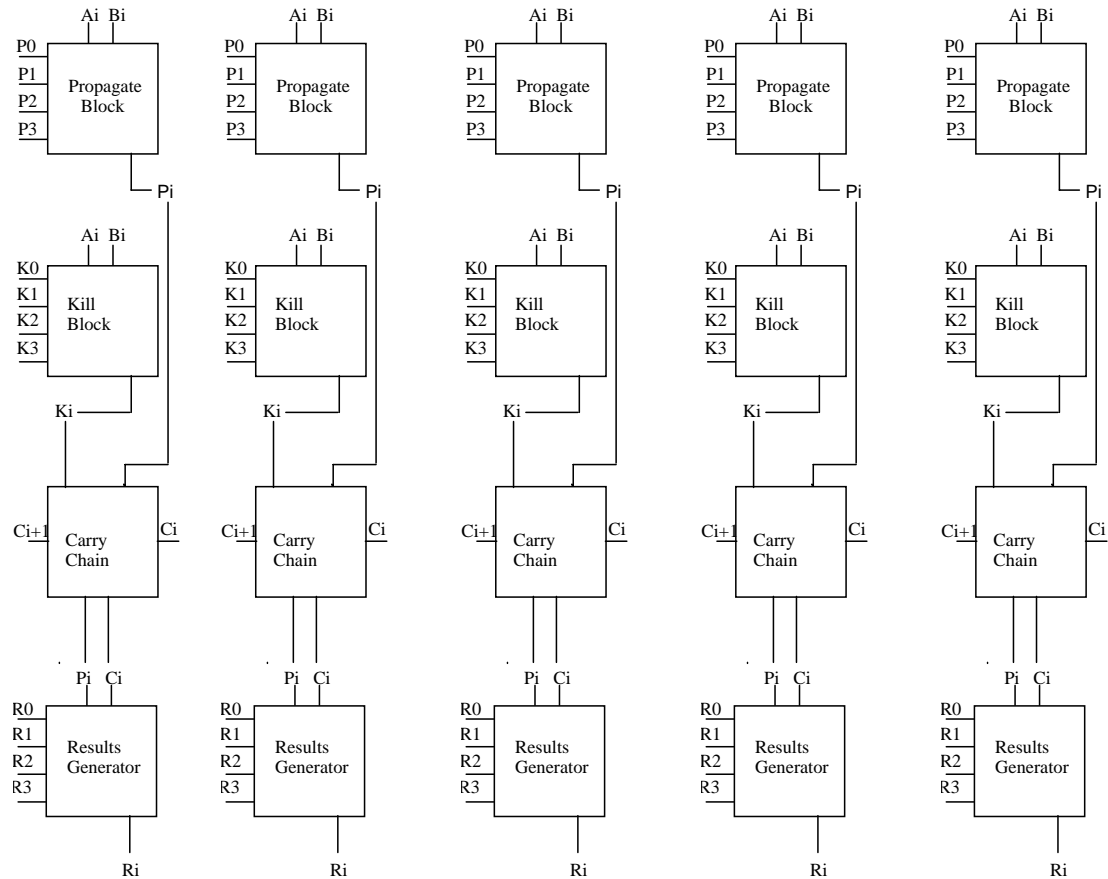 Ai Bi Ai Bi Ai Bi Ai Bi Ai Bi
P0 P0 P0 P0 P0
P1 P1 P1 P1 P1
Propagate Propagate Propagate Propagate Propagate
P2 P2 P2 P2 P2
Block Block Block Block Block
P3 P3 P3 P3 P3
Pi Pi Pi Pi Pi
Ai Bi Ai Bi Ai Bi Ai Bi Ai Bi
K0 K0 K0 K0 K0
K1 K1 K1 K1 K1
Kill Kill Kill Kill Kill
K2 K2 K2 K2 K2
Block Block Block Block Block
K3 K3 K3 K3 K3
Ki Ki Ki Ki Ki
Ci+1 Ci Ci+1 Ci Ci+1 Ci Ci+1 Ci Ci+1 Ci
Carry Carry Carry Carry Carry
Chain Chain Chain Chain Chain
Pi Ci Pi Ci Pi Ci Pi Ci Pi Ci
R0 R0 R0 R0 R0
R1 R1 R1 R1 R1
Results Results Results Results Results
R2 R2 R2 R2 R2
Generator Generator Generator Generator Generator
R3 R3 R3 R3 R3
Ri Ri Ri Ri Ri